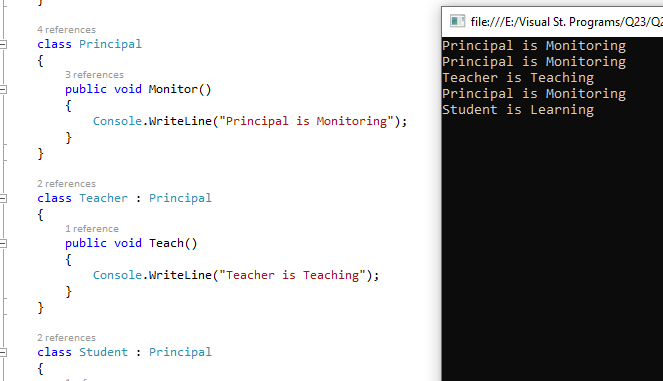 }
4 references
class Principal
{
3 references
public void Monitor()
{
Console.WriteLine("Principal is Monitoring");
}
}
2 references
class Teacher : Principal
{
1 reference
public void Teach()
{
Console.WriteLine("Teacher is Teaching");
}
}
2 references
class Student : Principal
{
file:///E:/Visual St. Programs/Q23/Q2
Principal is Monitoring
Principal is Monitoring
Teacher is Teaching
Principal is Monitoring
Student is Learning